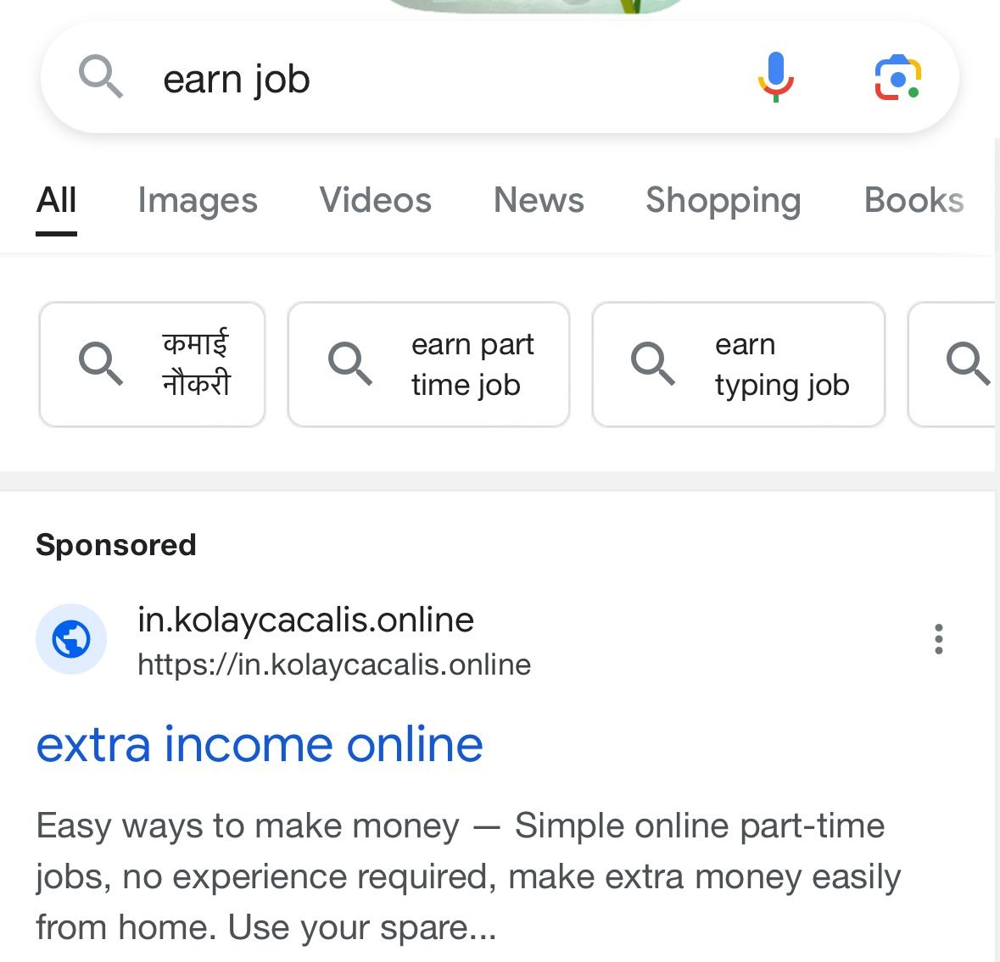 earn job
All Images Videos News Shopping Books
कमाई
नौकरी
earn part
time job
earn
typing job
Sponsored
in.kolaycacalis.online
https://in.kolaycacalis.online
extra income online
Easy ways to make money — Simple online part-time
jobs, no experience required, make extra money easily
from home. Use your spare...